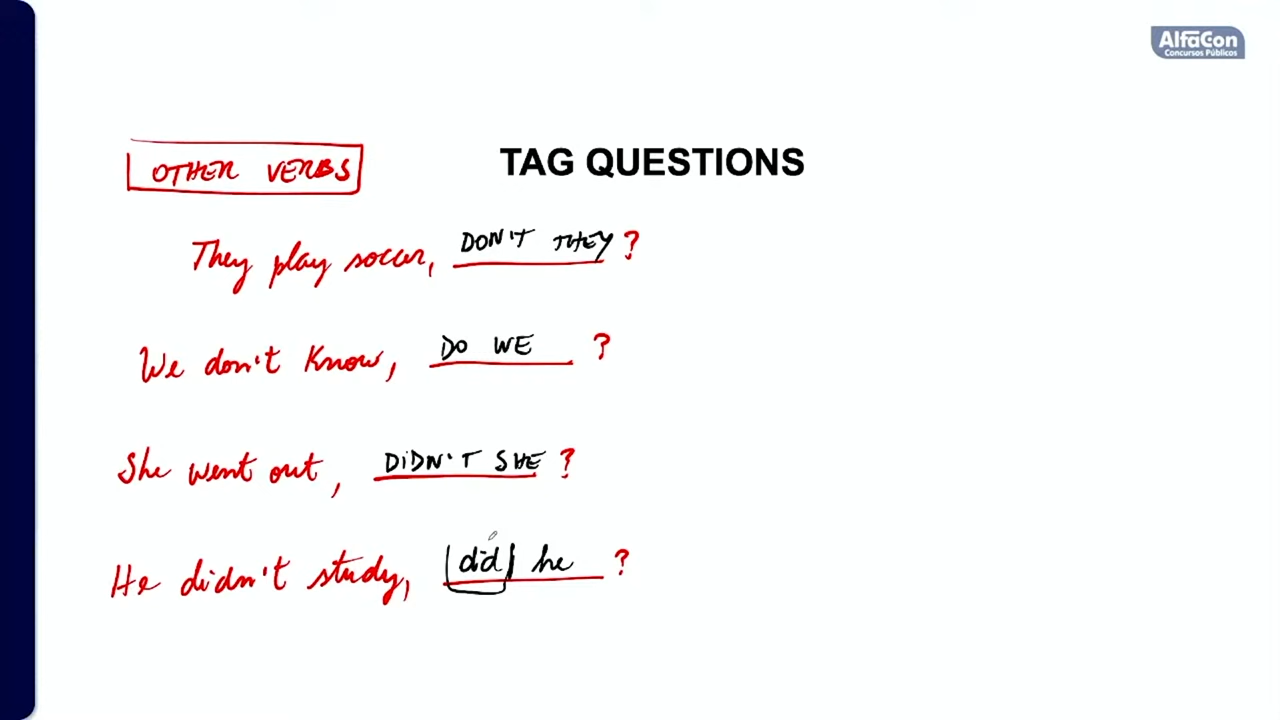 AlfaCon
Concursos Públicos
TAG QUESTIONS
OTHER VERBS
They play soccer, DON'T THEY ?
We don't know, DO WE ?
She went out, DIDN'T SHE ?
He didn't study, did he ?